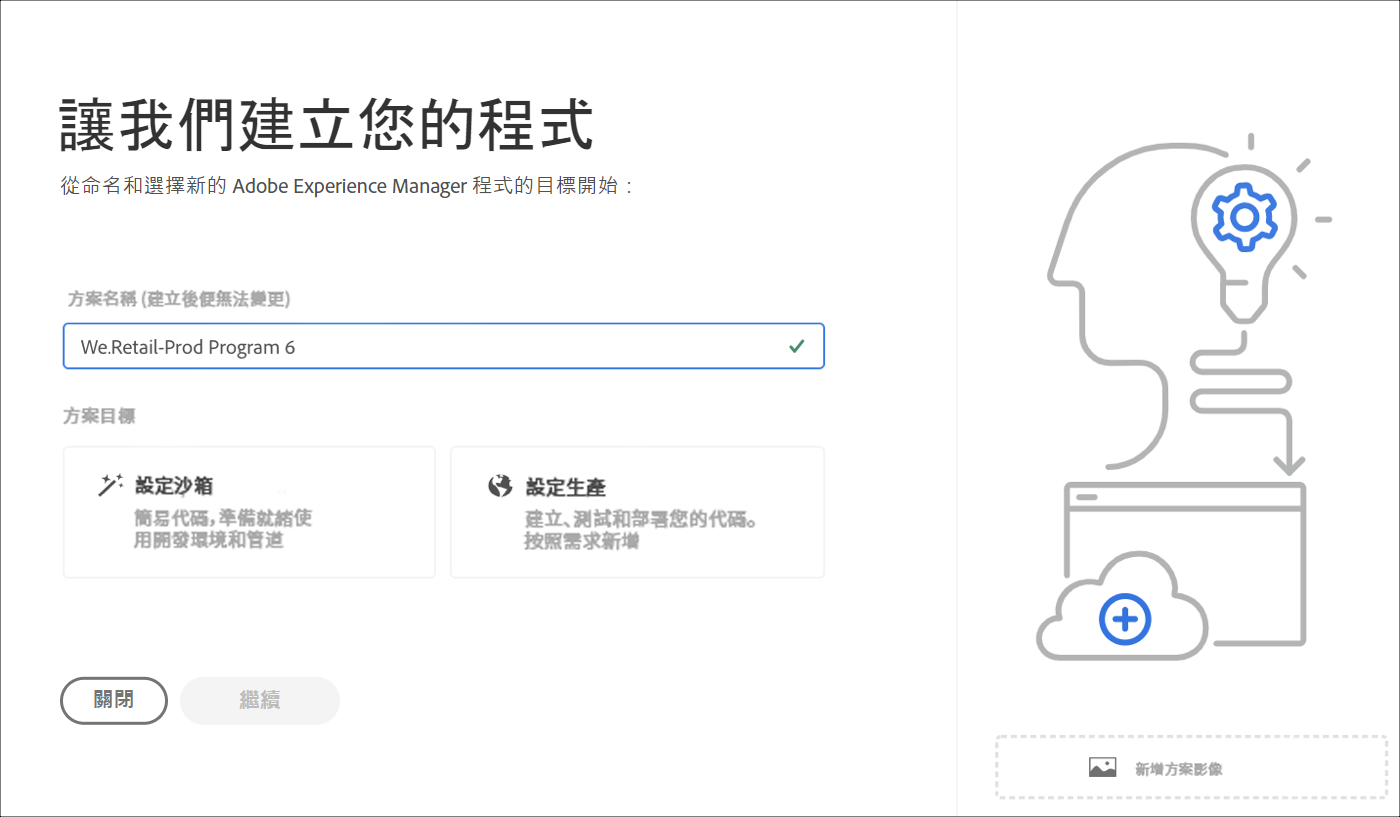 讓我們建立您的程式
從命名和選擇新的 Adobe Experience Manager 程式的目標開始：
方案名稱 (建立後便無法變更)
We.Retail-Prod Program 6
方案目標
設定沙箱
簡易代碼，準備就緒使
用開發環境和管道
設定生產
建立、測試和部署您的代碼。
按照需求新增
關閉
繼續
新增方案影像